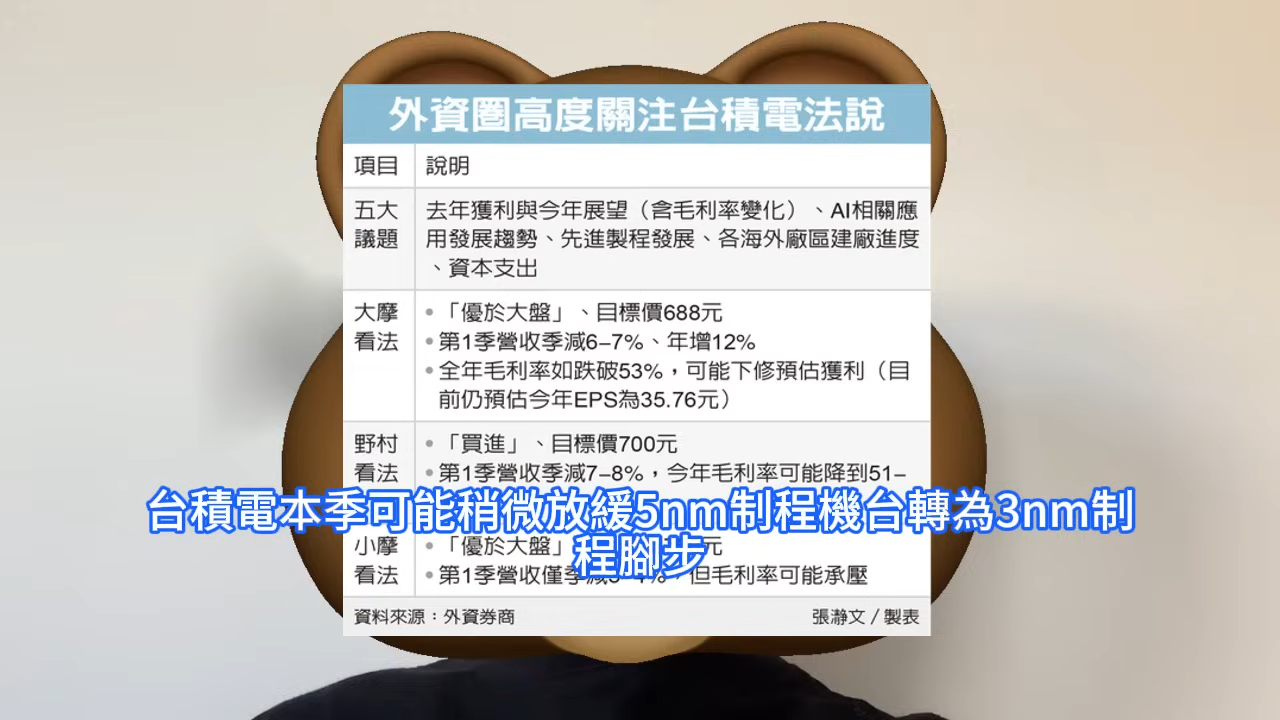 外資圈高度關注台積電法說
項目 說明
五大 去年獲利與今年展望（含毛利率變化）、AI相關應
議題 用發展趨勢、先進製程發展、各海外廠區建廠進度
、資本支出
大摩 •「優於大盤」、目標價688元
看法 •第1季營收季減6–7%、年增12%
•全年毛利率如跌破53%，可能下修預估獲利（目
前仍預估今年EPS為35.76元）
野村 •「買進」、目標價700元
看法 •第1季營收季減7–8%，今年毛利率可能降到51–
台積電本季可能稍微放緩5nm制程機台轉為3nm制
程腳步
小摩 •「優於大盤」 元
看法 •第1季營收僅季減 %，但毛利率可能承壓
資料來源：外資券商 張瀞文／製表